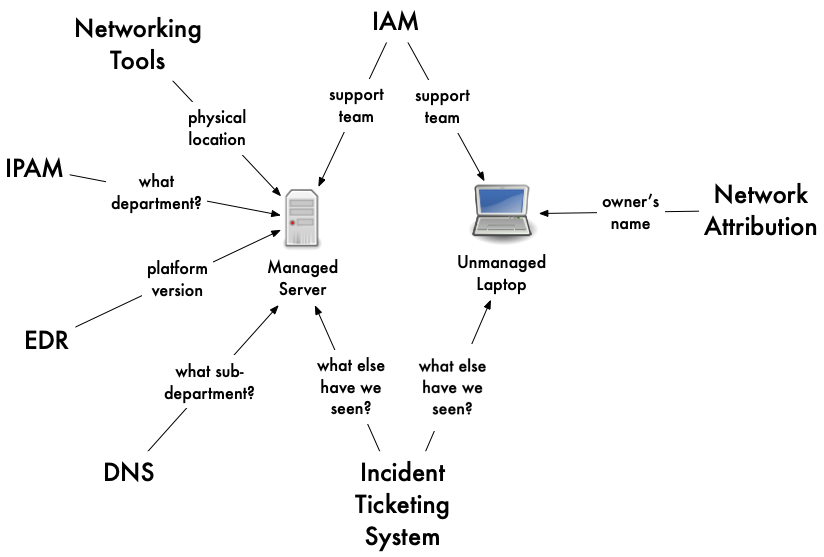 Networking
Tools
IAM
support
team
support
team
physical
location
IPAM
what
department?
owner's
name
Network
Attribution
platform
version
Managed
Server
Unmanaged
Laptop
EDR
what sub-
department?
what else
have we
seen?
what else
have we
seen?
DNS
Incident
Ticketing
System